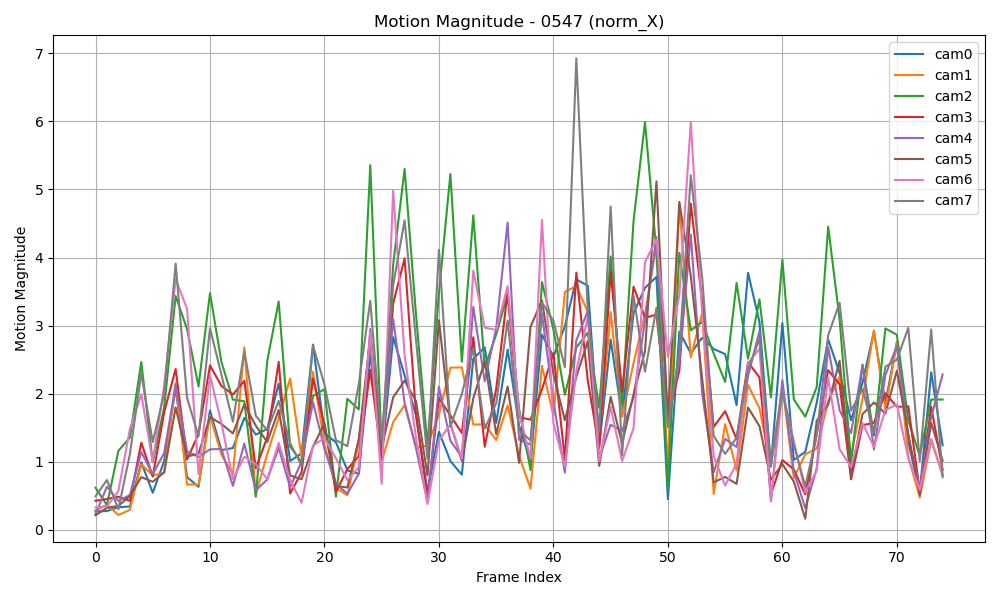 Motion Magnitude - 0547 (norm_X)
Motion Magnitude
7
6
5
4
3
2
1
0
0
10
20
30
40
50
60
70
Frame Index
cam0
cam1
cam2
cam3
cam4
cam5
cam6
cam7